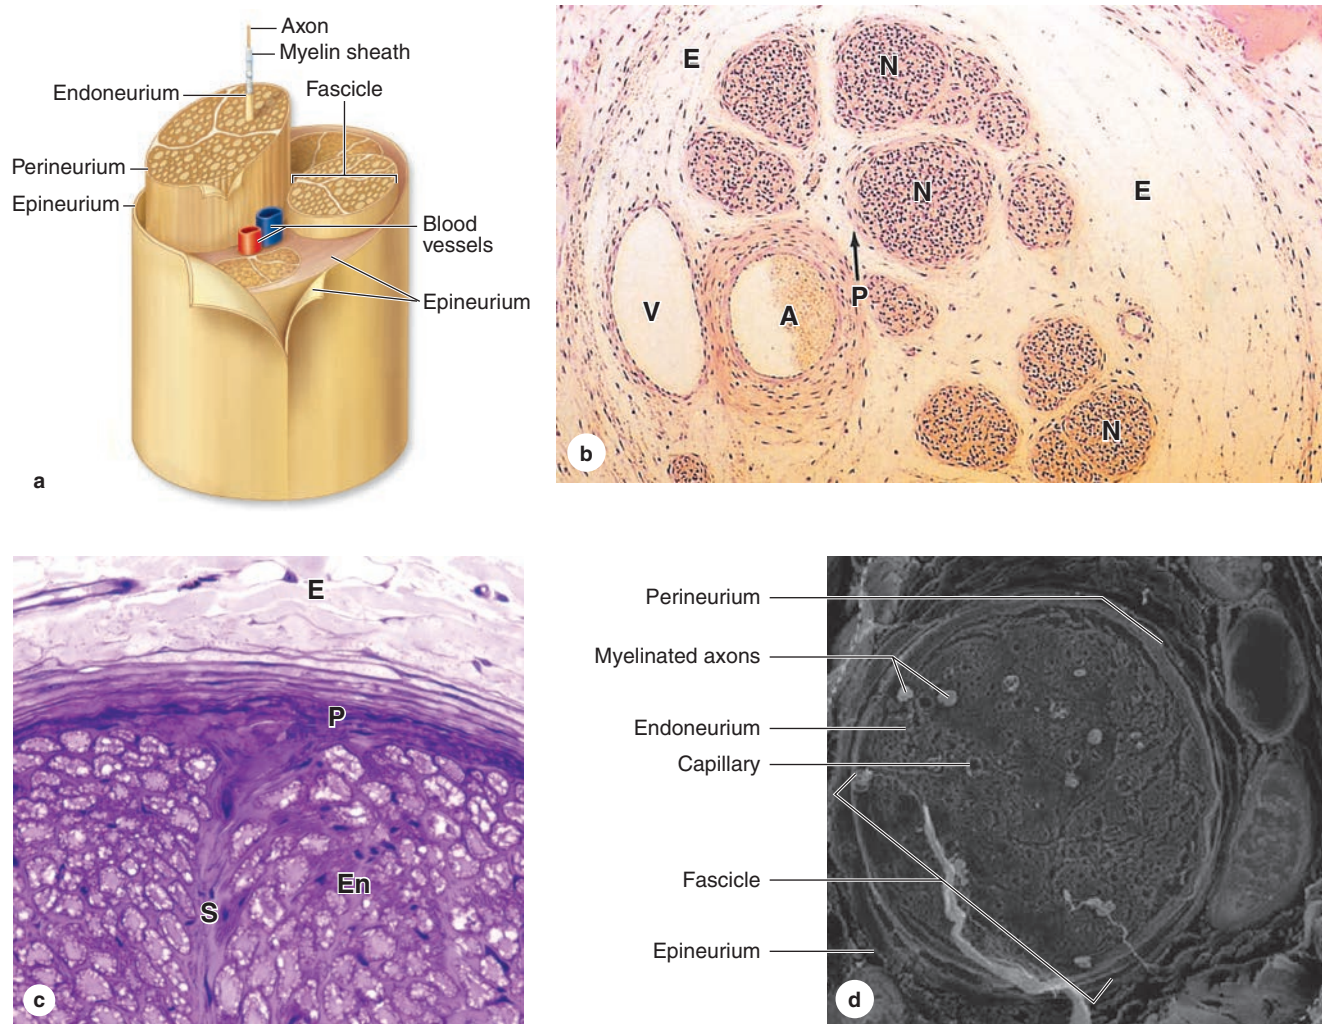 Axon
Myelin sheath
Endoneurium
Fascicle
Perineurium
Epineurium
Blood
vessels
Epineurium
a
E
N
N
E
P
V
A
N
b
E
P
En
S
c
Perineurium
Myelinated axons
Endoneurium
Capillary
Fascicle
Epineurium
d